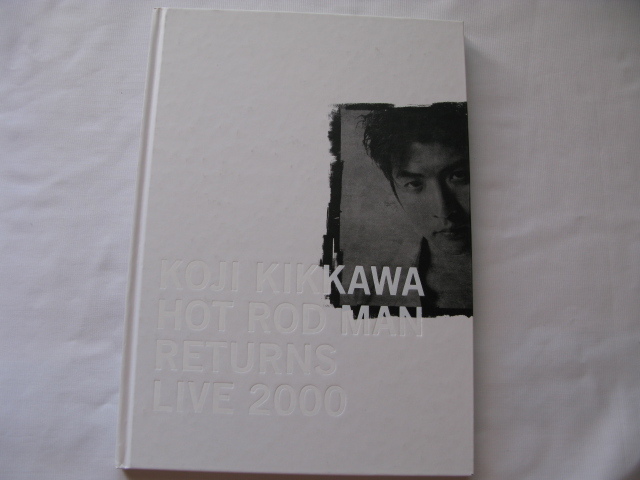 KOJI KIKKAWA
HOT ROD MAN
RETURNS
LIVE 2000